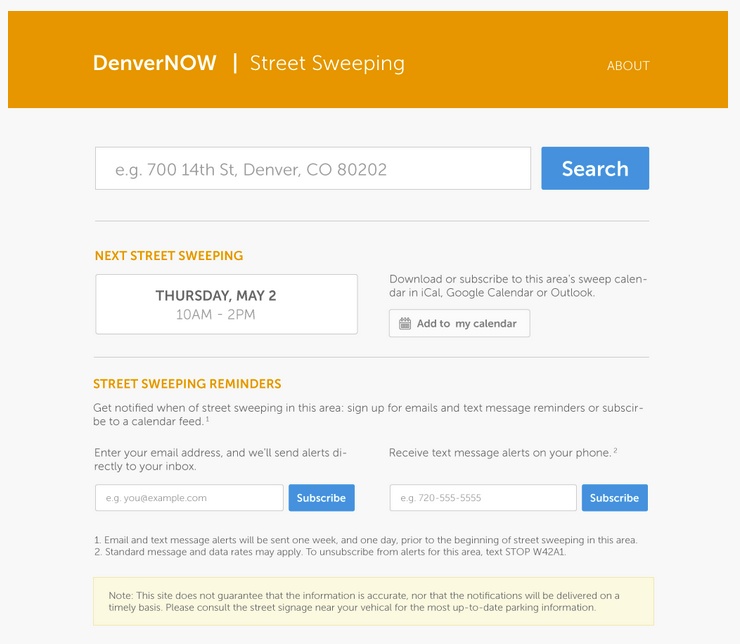 DenverNOW | Street Sweeping
ABOUT
e.g. 700 14th St, Denver, CO 80202
Search
NEXT STREET SWEEPING
THURSDAY, MAY 2
10AM - 2PM
Download or subscribe to this area's sweep calen-
dar in iCal, Google Calendar or Outlook.
Add to my calendar
STREET SWEEPING REMINDERS
Get notified when of street sweeping in this area: sign up for emails and text message reminders or subscir-
be to a calendar feed. 1
Enter your email address, and we'll send alerts di-
rectly to your inbox.
e.g. you@example.com
Subscribe
Receive text message alerts on your phone. 2
e.g. 720-555-5555
Subscribe
1. Email and text message alerts will be sent one week, and one day, prior to the beginning of street sweeping in this area.
2. Standard message and data rates may apply. To unsubscribe from alerts for this area, text STOP W42A1.
Note: This site does not guarantee that the information is accurate, nor that the notifications will be delivered on a
timely basis. Please consult the street signage near your vehical for the most up-to-date parking information.